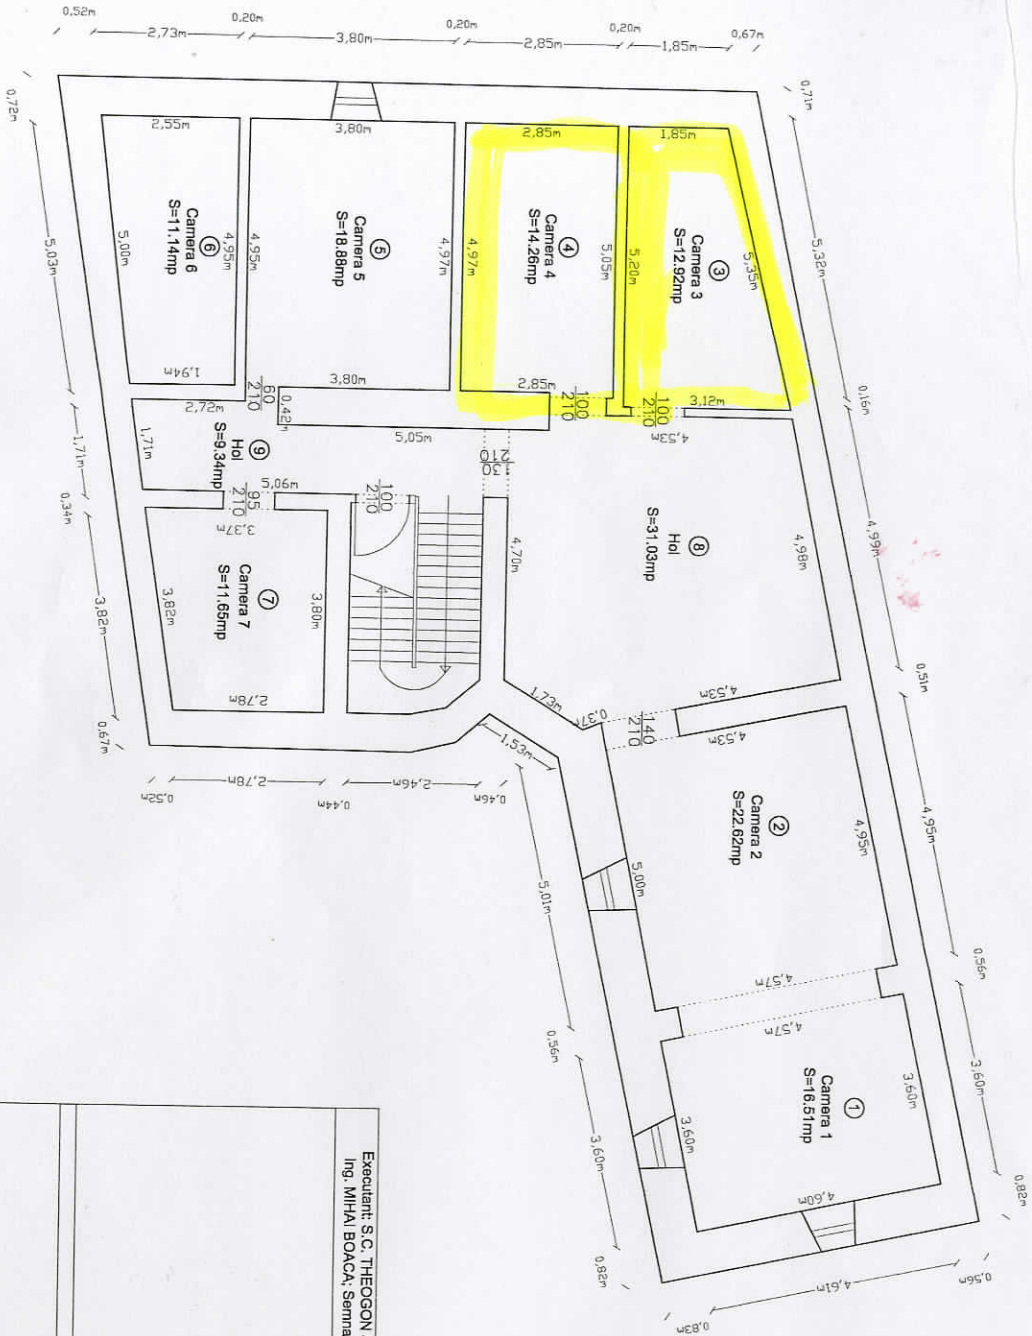 0,52m
2,73m
0,20m
3,80m
0,20m
2,85m
0,20m
1,85m
0,67m
0,72m
5,03m
1,71m
0,34m
3,82m
0,67m
0,71m
5,32m
0,16m
4,99m
0,51m
4,95m
0,56m
3,60m
0,82m
2,55m
4,95m
6
Camera 6
S=11.14mp
5,00m
1,94m
3,80m
4,95m
5
Camera 5
S=18.88mp
4,97m
3,80m
2,85m
4,97m
4
Camera 4
S=14.26mp
5,05m
2,85m
100
210
1,85m
5,20m
3
Camera 3
S=12.92mp
5,35m
3,12m
100
210
4,53m
60
210
0,42m
5,05m
2,72m
1,71m
9
Hol
S=9.34mp
5,06m
95
210
100
210
130
210
3,37m
7
Camera 7
S=11.65mp
3,82m
3,80m
2,78m
8
Hol
S=31.03mp
4,98m
4,70m
4,53m
1,73m
0,37m
140
210
4,53m
2
Camera 2
S=22.62mp
4,95m
5,00m
4,57m
4,57m
1
Camera 1
S=16.51mp
3,60m
3,60m
4,60m
0,52m
2,78m
0,44m
2,46m
0,46m
1,53m
5,01m
0,56m
3,60m
0,82m
0,83m
4,61m
0,56m
Executant: S.C. THEOGON
Ing. MIHAI BOACA; Semna